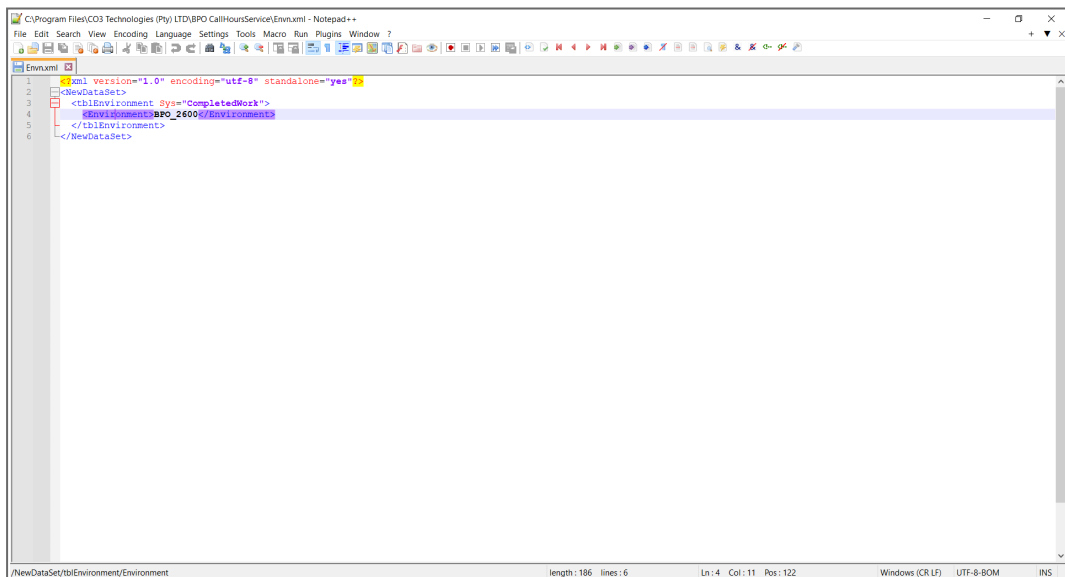 C:\Program Files\CO3 Technologies (Pty) LTD\BPO CallHoursService\Envn.xml - Notepad++
File Edit Search View Encoding Language Settings Tools Macro Run Plugins Window ?
Envn.xml
1 <?xml version="1.0" encoding="utf-8" standalone="yes"?>
2 <NewDataSet>
3 <tblEnvironment Sys="CompletedWork">
4 <Environment>BPO_2600</Environment>
5 </tblEnvironment>
6 </NewDataSet>
/NewDataSet/tblEnvironment/Environment length : 186 lines : 6 Ln : 4 Col : 11 Pos : 122 Windows (CR LF) UTF-8-BOM INS